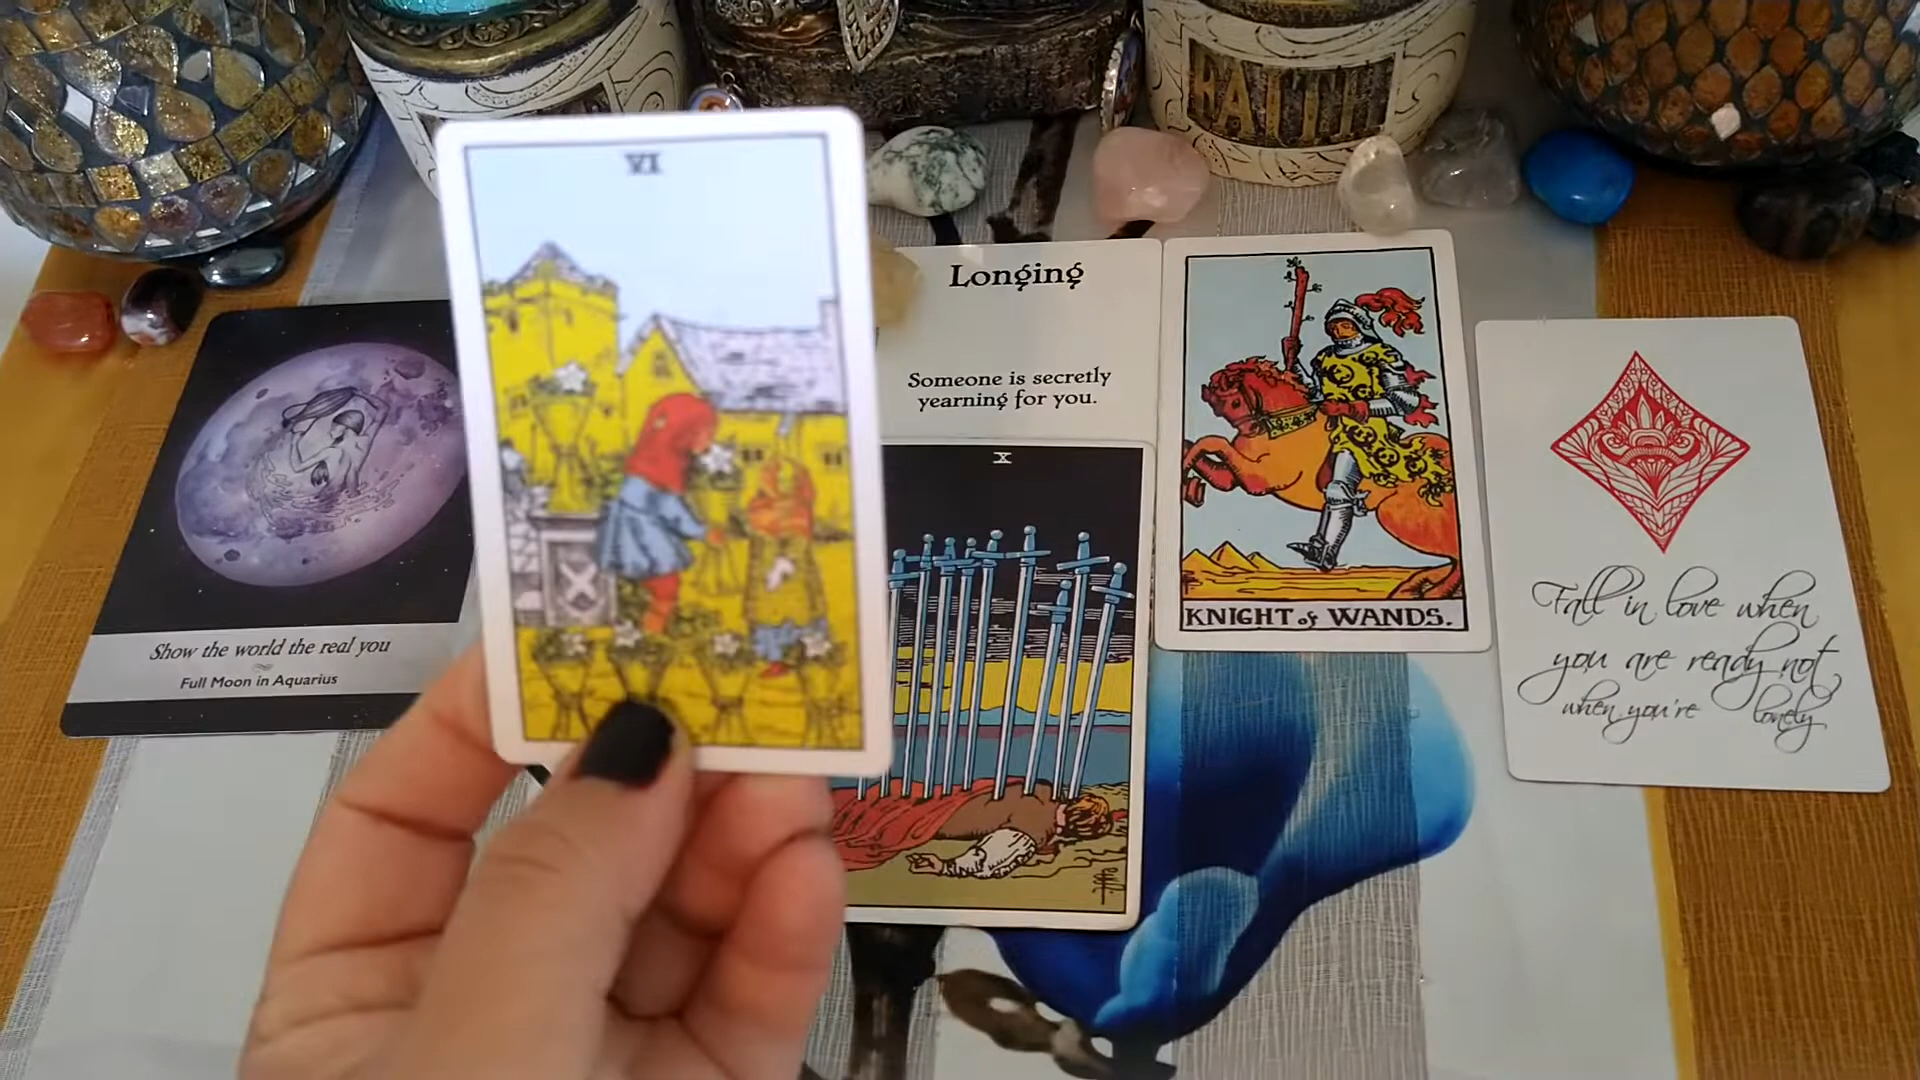 FAITH
VI
Longing
Someone is secretly
yearning for you.
X
KNIGHT of WANDS.
Fall in love when
you are ready not
when you're lonely
Show the world the real you
Full Moon in Aquarius